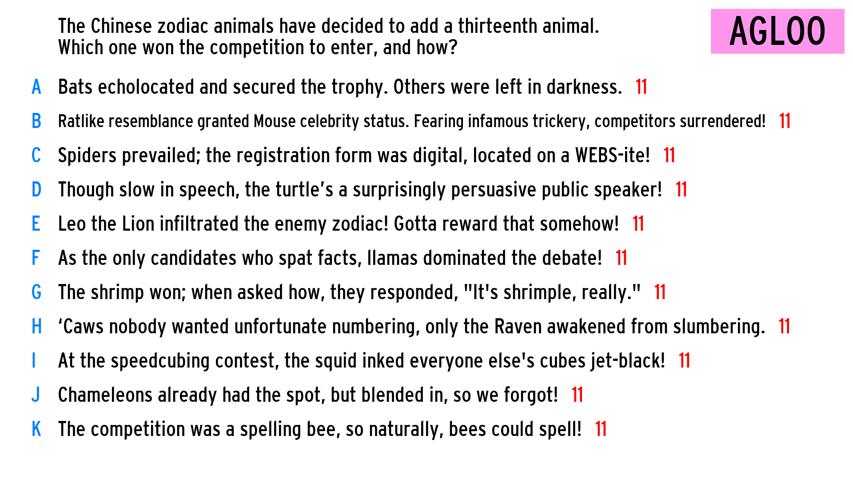 The Chinese zodiac animals have decided to add a thirteenth animal.
Which one won the competition to enter, and how?
AGLOO
A Bats echolocated and secured the trophy. Others were left in darkness. 11
B Ratlike resemblance granted Mouse celebrity status. Fearing infamous trickery, competitors surrendered! 11
C Spiders prevailed; the registration form was digital, located on a WEBS-ite! 11
D Though slow in speech, the turtle's a surprisingly persuasive public speaker! 11
E Leo the Lion infiltrated the enemy zodiac! Gotta reward that somehow! 11
F As the only candidates who spat facts, llamas dominated the debate! 11
G The shrimp won; when asked how, they responded, "It's shrimple, really." 11
H ‘Caws nobody wanted unfortunate numbering, only the Raven awakened from slumbering. 11
I At the speedcubing contest, the squid inked everyone else's cubes jet-black! 11
J Chameleons already had the spot, but blended in, so we forgot! 11
K The competition was a spelling bee, so naturally, bees could spell! 11